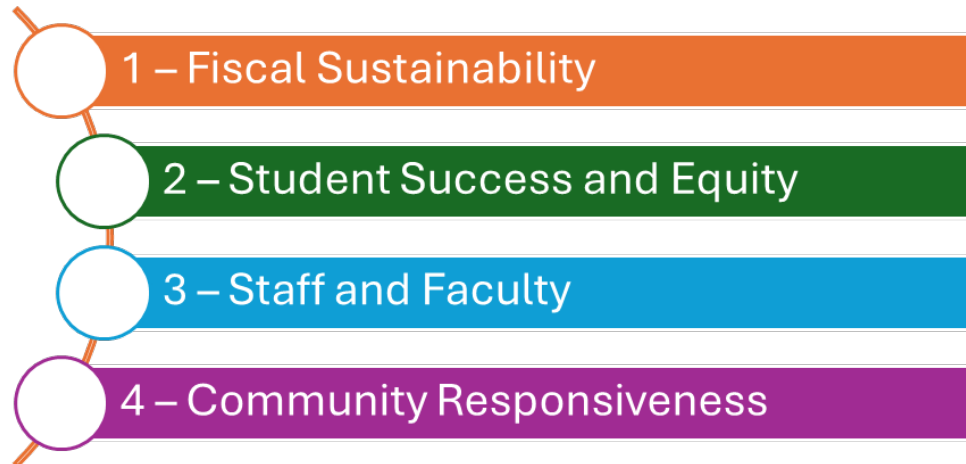 1 – Fiscal Sustainability
2 – Student Success and Equity
3 – Staff and Faculty
4 – Community Responsiveness